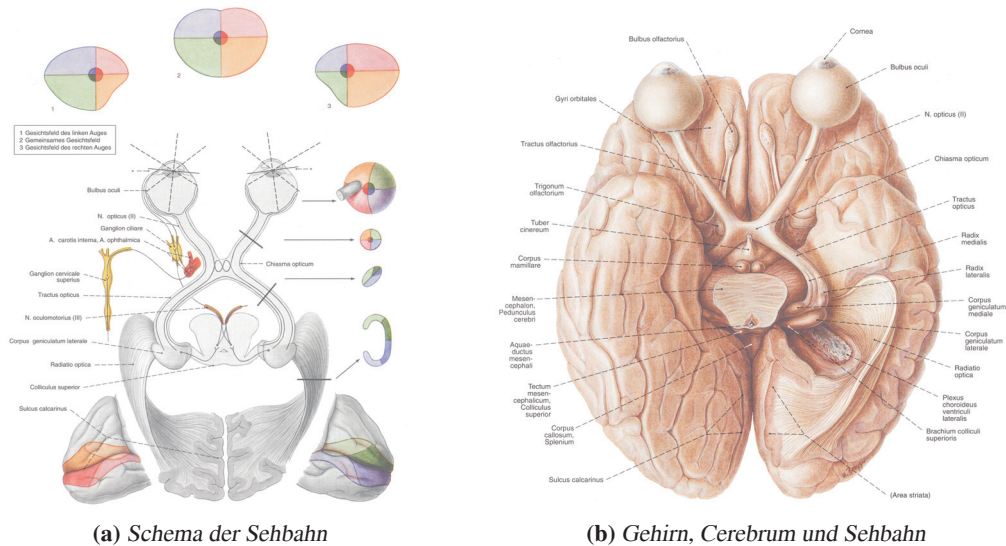 1
2
3
1 Gesichtsfeld des linken Auges
2 Gemeinsames Gesichtsfeld
3 Gesichtsfeld des rechten Auges
Bulbus oculi
N. opticus (II)
Ganglion ciliare
A. carotis interna, A. ophthalmica
Ganglion cervicale
superius
Tractus opticus
N. oculomotorius (III)
Corpus geniculatum laterale
Radiatio optica
Colliculus superior
Sulcus calcarinus
Chiasma opticum
(a) Schema der Sehbahn
Bulbus olfactorius
Gyri orbitales
Tractus olfactorius
Trigonum
olfactorium
Tuber
cinereum
Corpus
mamillare
Mesen-
cephalon,
Pedunculus
cerebri
Aquae-
ductus
mesen-
cephali
Tectum
mesen-
cephalicum,
Colliculus
superior
Corpus
callosum,
Splenium
Sulcus calcarinus
Cornea
Bulbus oculi
N. opticus (II)
Chiasma opticum
Tractus
opticus
Radix
medialis
Radix
lateralis
Corpus
geniculatum
mediale
Corpus
geniculatum
laterale
Radiatio
optica
Plexus
choroideus
ventriculi
lateralis
Brachium colliculi
superioris
(Area striata)
(b) Gehirn, Cerebrum und Sehbahn